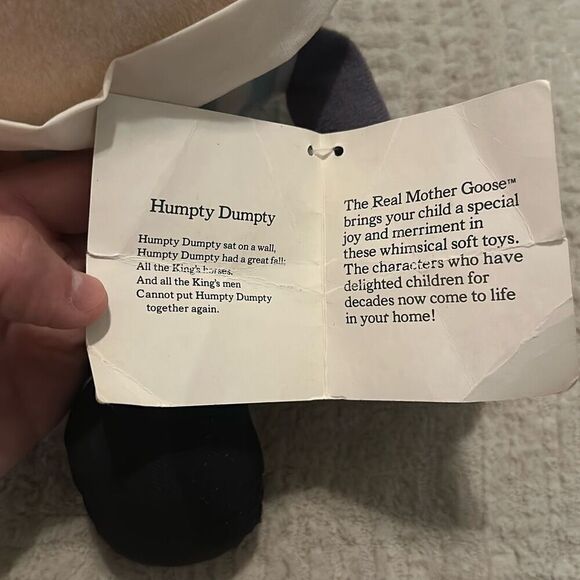 Humpty Dumpty
Humpty Dumpty sat on a wall,
Humpty Dumpty had a great fall;
All the King's horses.
And all the King's men
Cannot put Humpty Dumpty
together again.
The Real Mother Goose™
brings your child a special
joy and merriment in
these whimsical soft toys.
The characters who have
delighted children for
decades now come to life
in your home!